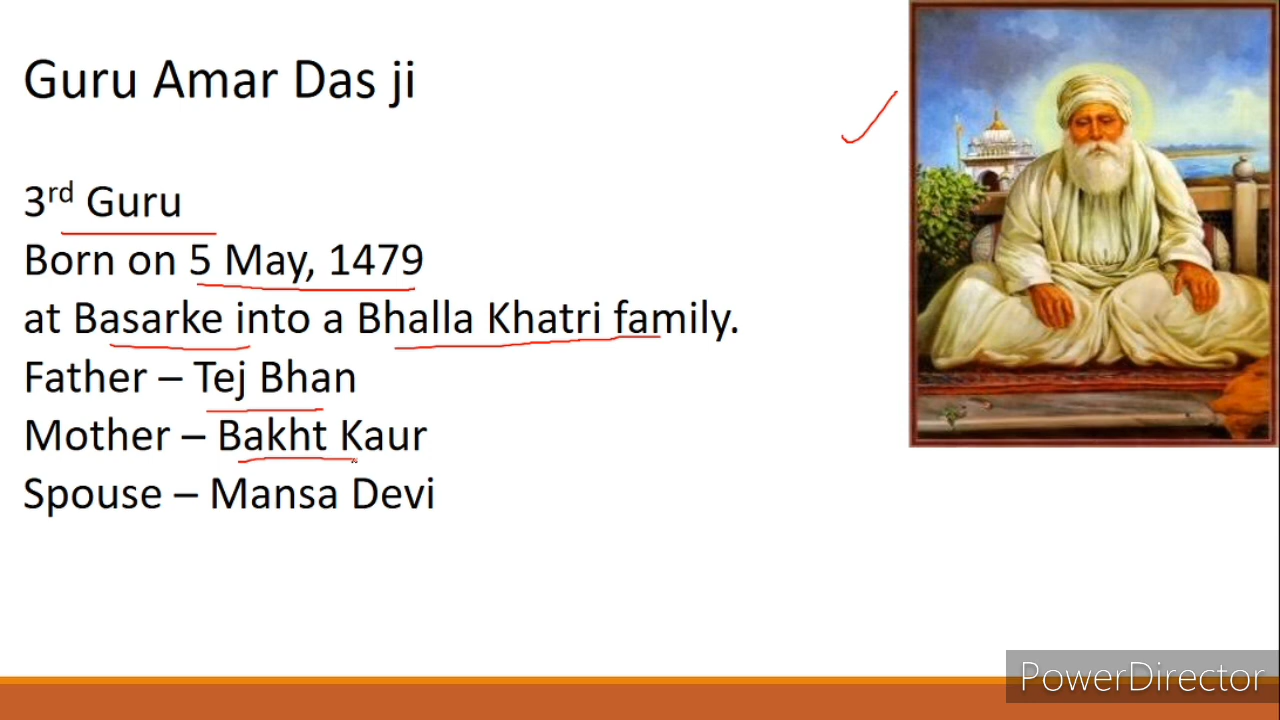 Guru Amar Das ji
3rd Guru
Born on 5 May, 1479
at Basarke into a Bhalla Khatri family.
Father – Tej Bhan
Mother – Bakht Kaur
Spouse – Mansa Devi
PowerDirector